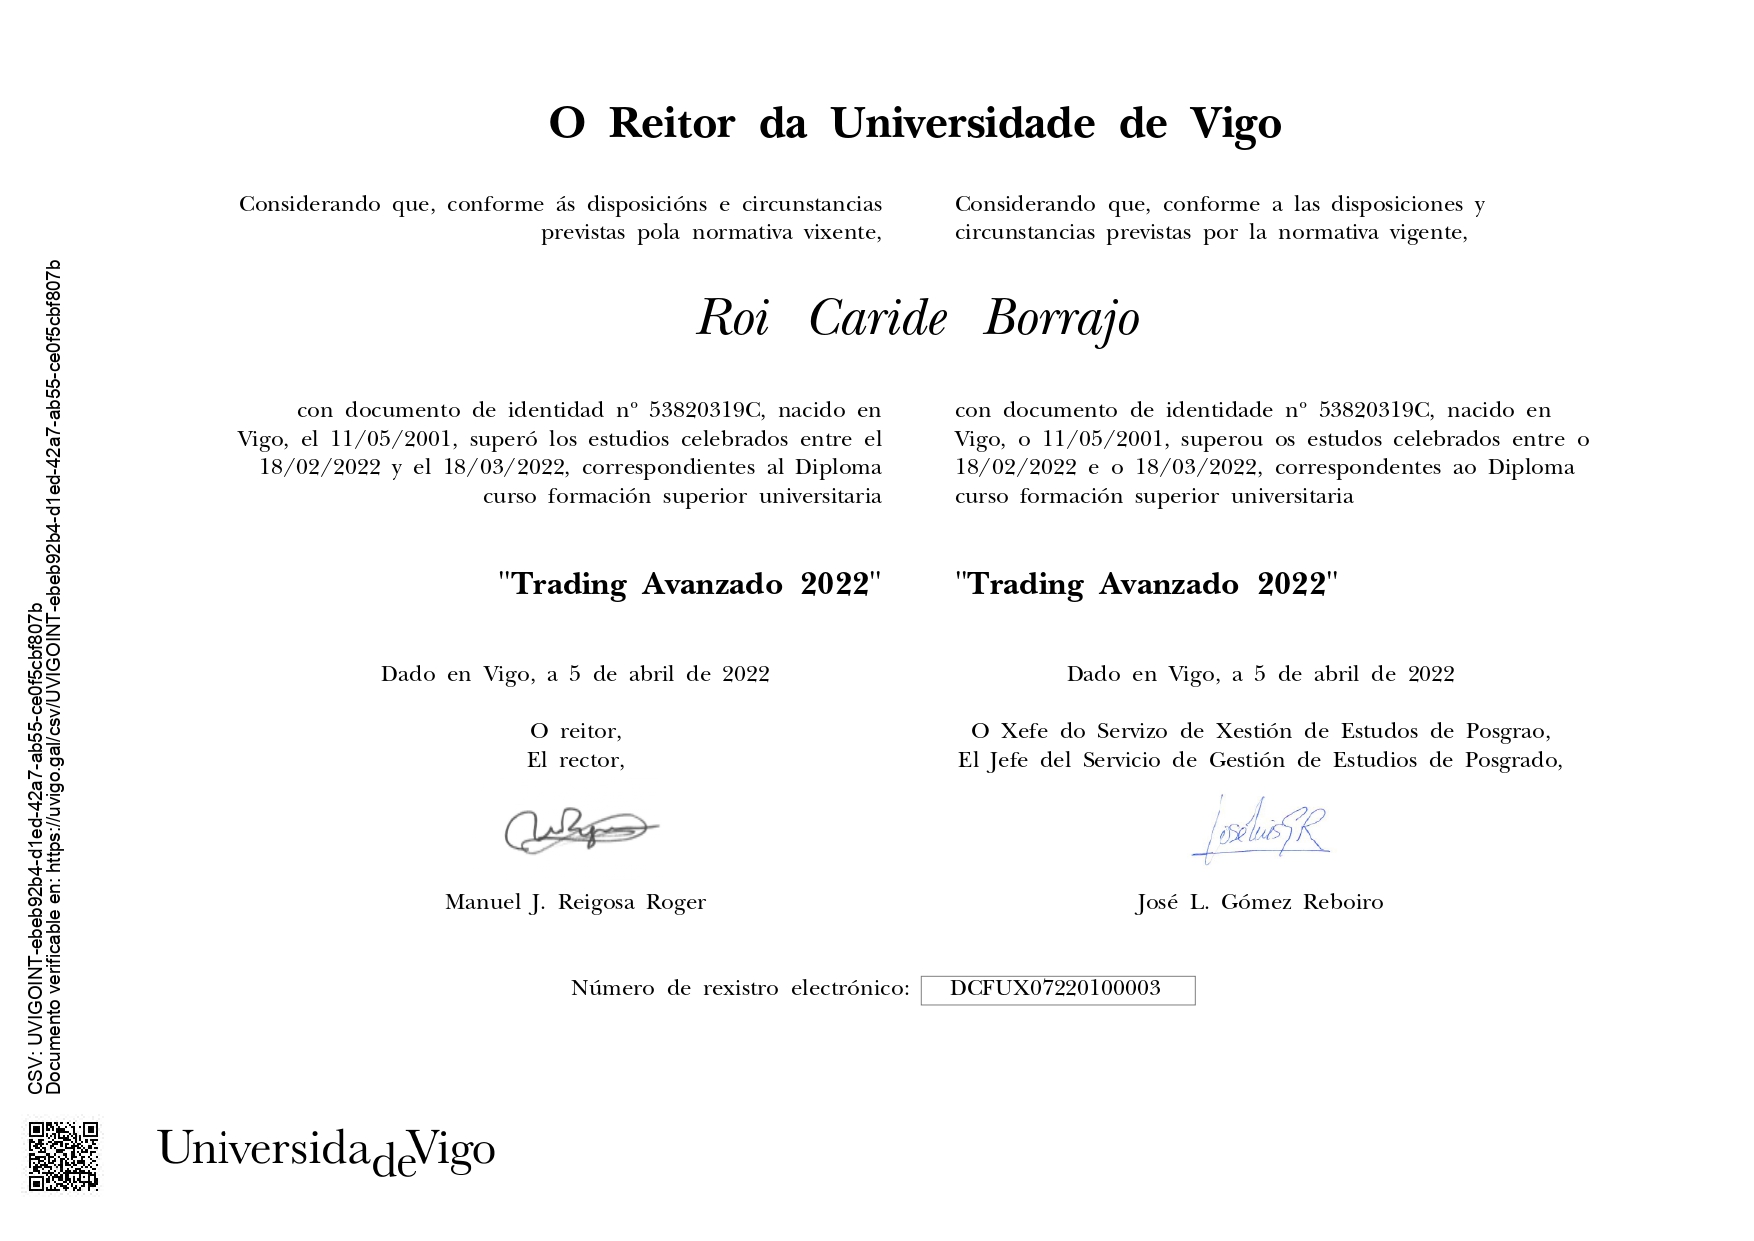 O Reitor da Universidade de Vigo
Considerando que, conforme ás disposicións e circunstancias
previstas pola normativa vixente,
Considerando que, conforme a las disposiciones y
circunstancias previstas por la normativa vigente,
Roi Caride Borrajo
con documento de identidad nº 53820319C, nacido en
Vigo, el 11/05/2001, superó los estudios celebrados entre el
18/02/2022 y el 18/03/2022, correspondientes al Diploma
curso formación superior universitaria
con documento de identidade nº 53820319C, nacido en
Vigo, o 11/05/2001, superou os estudos celebrados entre o
18/02/2022 e o 18/03/2022, correspondentes ao Diploma
curso formación superior universitaria
"Trading Avanzado 2022"
"Trading Avanzado 2022"
Dado en Vigo, a 5 de abril de 2022
Dado en Vigo, a 5 de abril de 2022
O reitor,
El rector,
O Xefe do Servizo de Xestión de Estudos de Posgrao,
El Jefe del Servicio de Gestión de Estudios de Posgrado,
JoséLuisGR
Manuel J. Reigosa Roger
José L. Gómez Reboiro
Número de rexistro electrónico: DCFUX07220100003
CSV: UVIGOINT-ebeb92b4-d1ed-42a7-ab55-ce0f5cbf807b
Documento verificable en: https://uvigo.gal/csv/UVIGOINT-ebeb92b4-d1ed-42a7-ab55-ce0f5cbf807b
UniversidadeVigo